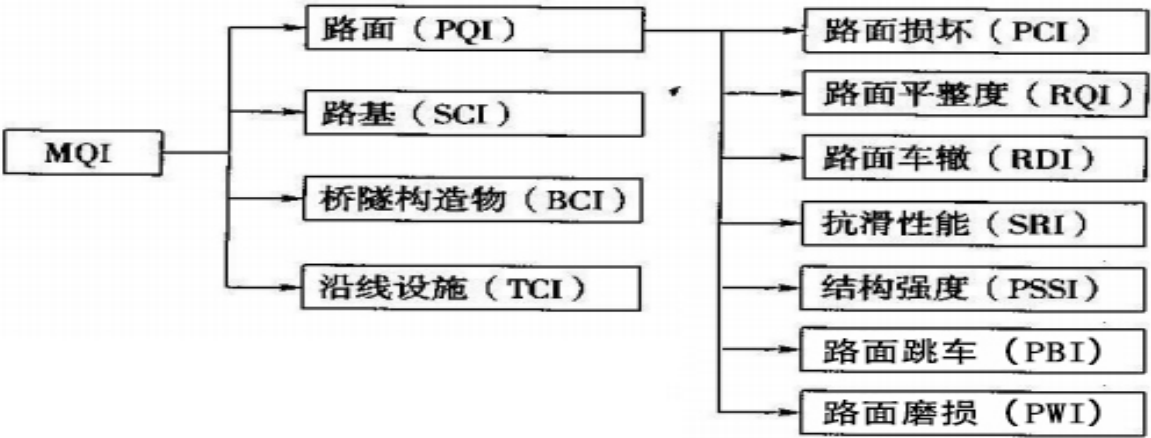 MQI
路面（PQI）
路基（SCI）
桥隧构造物（BCI）
沿线设施（TCI）
路面损坏（PCI）
路面平整度（RQI）
路面车辙（RDI）
抗滑性能（SRI）
结构强度（PSSI）
路面跳车 （PBI）
路面磨损 （PWI）